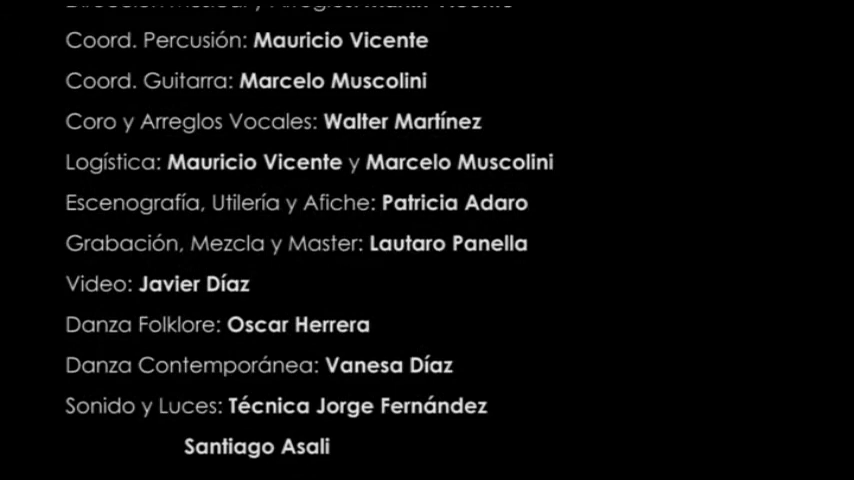 Coord. Percusión: Mauricio Vicente
Coord. Guitarra: Marcelo Muscolini
Coro y Arreglos Vocales: Walter Martínez
Logística: Mauricio Vicente y Marcelo Muscolini
Escenografía, Utilería y Afiche: Patricia Adaro
Grabación, Mezcla y Master: Lautaro Panella
Video: Javier Díaz
Danza Folklore: Oscar Herrera
Danza Contemporánea: Vanesa Díaz
Sonido y Luces: Técnica Jorge Fernández
Santiago Asali